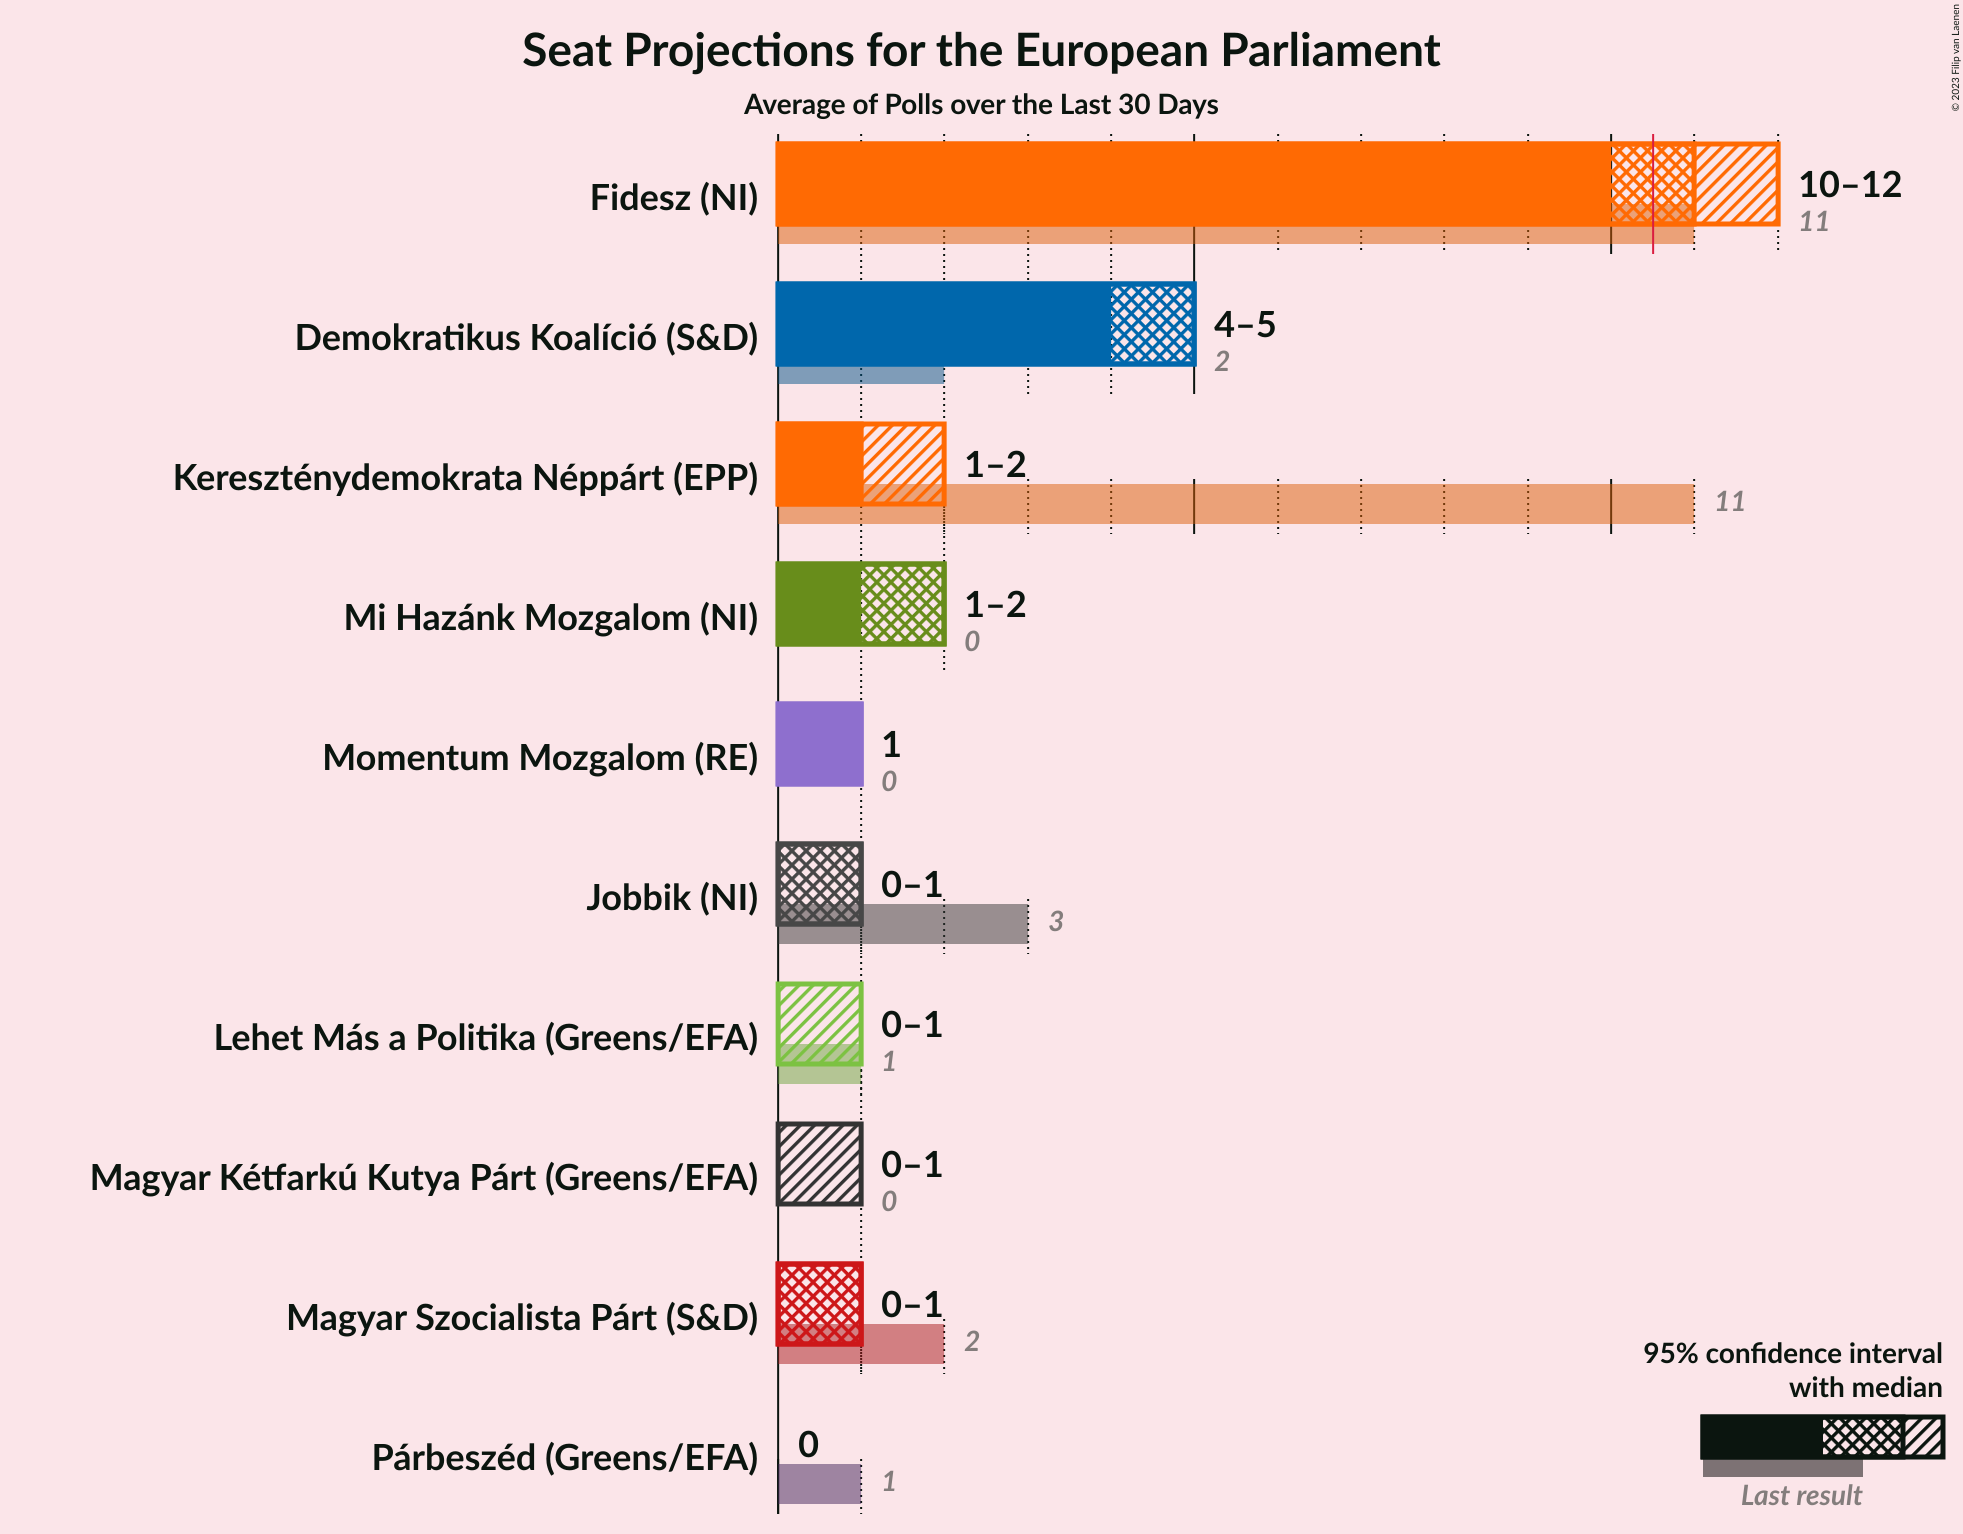 Seat Projections for the European Parliament
Average of Polls over the Last 30 Days
© 2023 Filip van Laenen
Fidesz (NI)
10–12
11
Demokratikus Koalíció (S&D)
4–5
2
Kereszténydemokrata Néppárt (EPP)
1–2
11
Mi Hazánk Mozgalom (NI)
1–2
0
Momentum Mozgalom (RE)
1
0
Jobbik (NI)
0–1
3
Lehet Más a Politika (Greens/EFA)
0–1
1
Magyar Kétfarkú Kutya Párt (Greens/EFA)
0–1
0
Magyar Szocialista Párt (S&D)
0–1
2
Párbeszéd (Greens/EFA)
0
1
95% confidence interval
with median
Last result